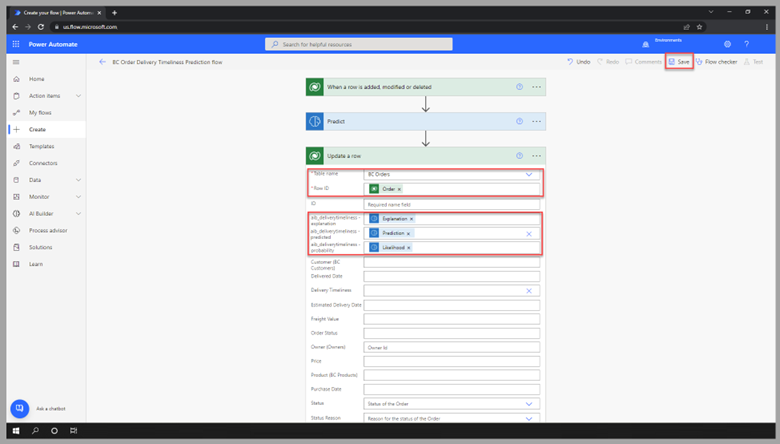 Create your flow | Power Automate
us.flow.microsoft.com
Power Automate
Search for helpful resources
Environments
BC Order Delivery Timeliness Prediction flow
Undo
Redo
Comments
Save
Flow checker
Test
Home
Action items
My flows
Create
Templates
Connectors
Data
Monitor
AI Builder
Process advisor
Solutions
Learn
Ask a chatbot
When a row is added, modified or deleted
Predict
Update a row
*Table name
BC Orders
*Row ID
Order
ID
Required name field
aib_deliverytimeliness - explanation
Explanation
aib_deliverytimeliness - predicted
Prediction
aib_deliverytimeliness - probability
Likelihood
Customer (BC Customers)
Delivered Date
Delivery Timeliness
Estimated Delivery Date
Freight Value
Order Status
Owner (Owners)
Owner Id
Price
Product (BC Products)
Purchase Date
Status
Status of the Order
Status Reason
Reason for the status of the Order